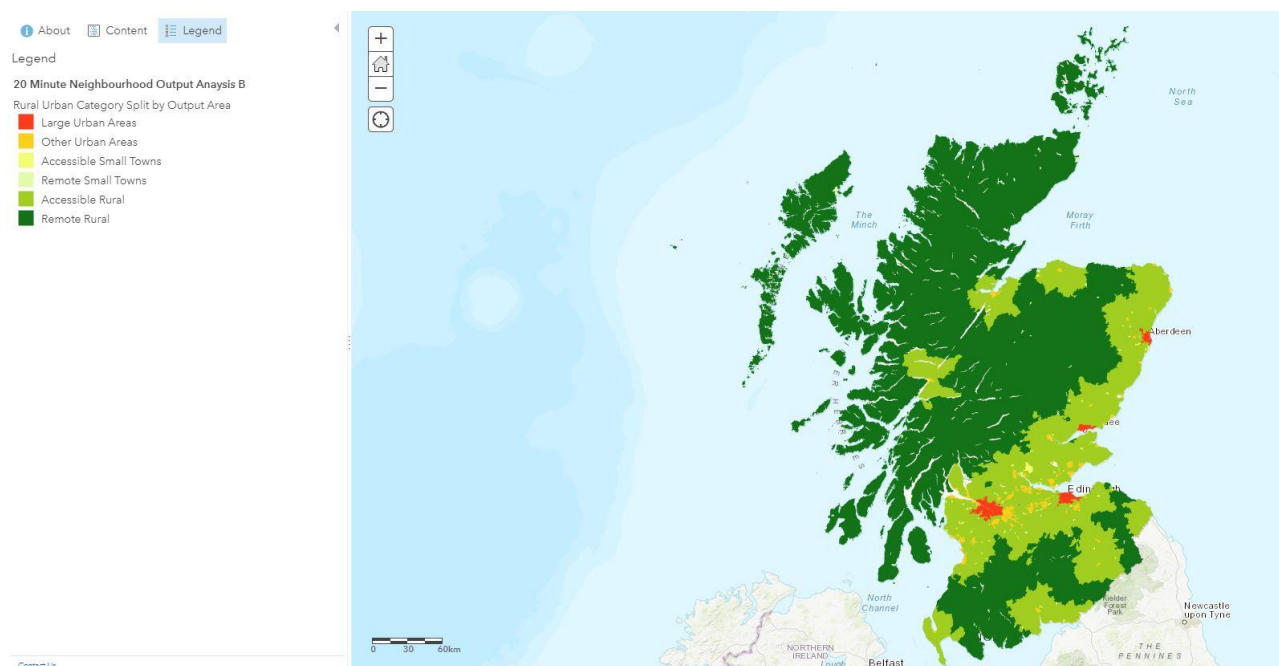 About Content Legend
Legend
20 Minute Neighbourhood Output Anaysis B
Rural Urban Category Split by Output Area
Large Urban Areas
Other Urban Areas
Accessible Small Towns
Remote Small Towns
Accessible Rural
Remote Rural
+
−
North
Sea
The
Minch
Moray
Firth
Aberdeen
North
Channel
Kielder
Forest
Park
Newcastle
upon Tyne
THE
PENNINES
NORTHERN
IRELAND
Belfast
0 30 60km